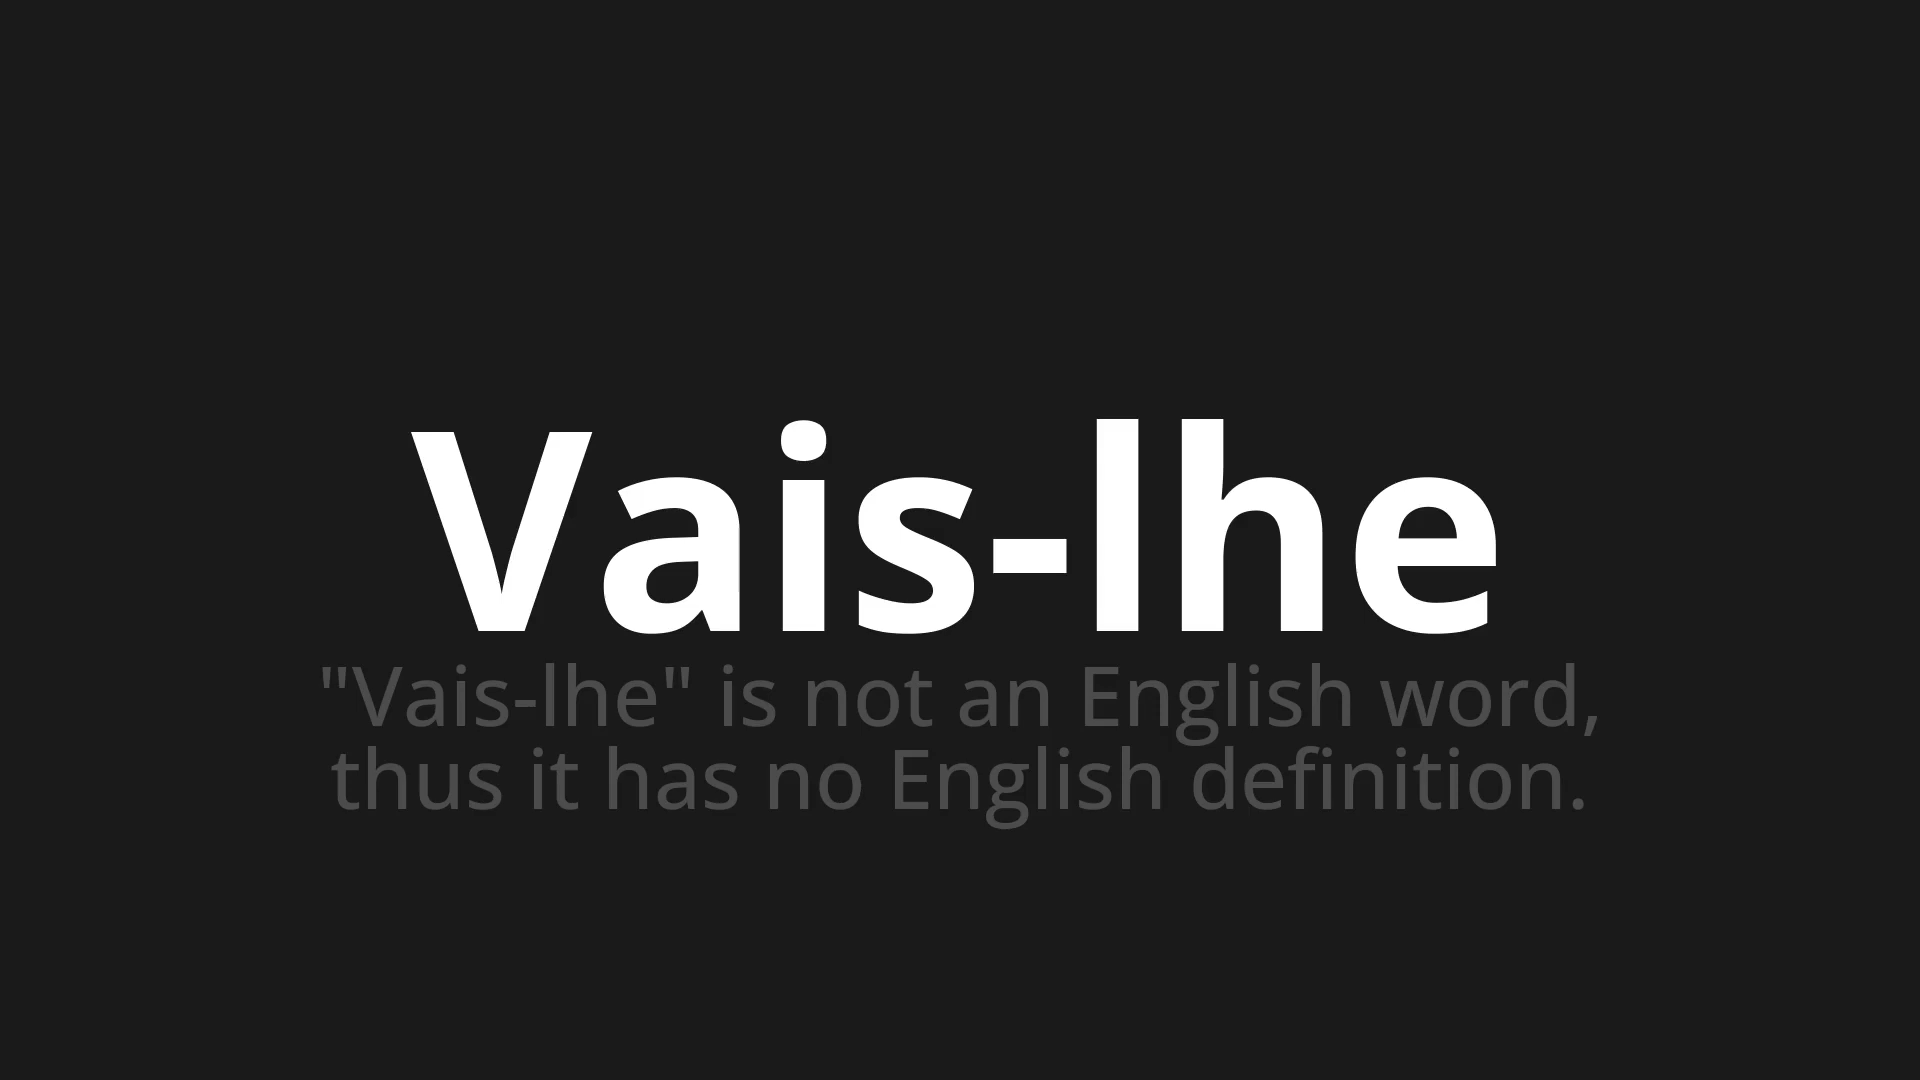 Vais-lhe
"Vais-lhe" is not an English word,
thus it has no English definition.